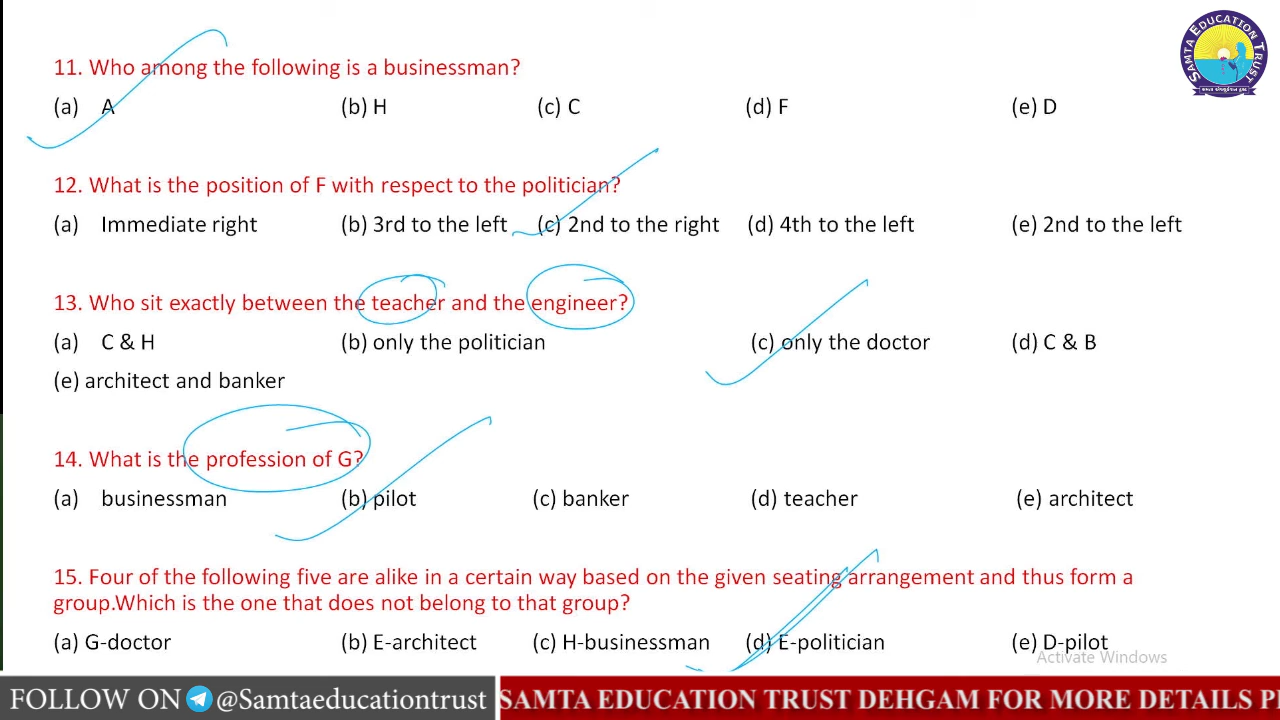 SAMTA EDUCATION TRUST
11. Who among the following is a businessman?
(a) A (b) H (c) C (d) F (e) D
12. What is the position of F with respect to the politician?
(a) Immediate right (b) 3rd to the left (c) 2nd to the right (d) 4th to the left (e) 2nd to the left
13. Who sit exactly between the teacher and the engineer?
(a) C & H (b) only the politician (c) only the doctor (d) C & B
(e) architect and banker
14. What is the profession of G?
(a) businessman (b) pilot (c) banker (d) teacher (e) architect
15. Four of the following five are alike in a certain way based on the given seating arrangement and thus form a
group.Which is the one that does not belong to that group?
(a) G-doctor (b) E-architect (c) H-businessman (d) E-politician (e) D-pilot
Activate Windows
FOLLOW ON @Samtaeducationtrust SAMTA EDUCATION TRUST DEHGAM FOR MORE DETAILS